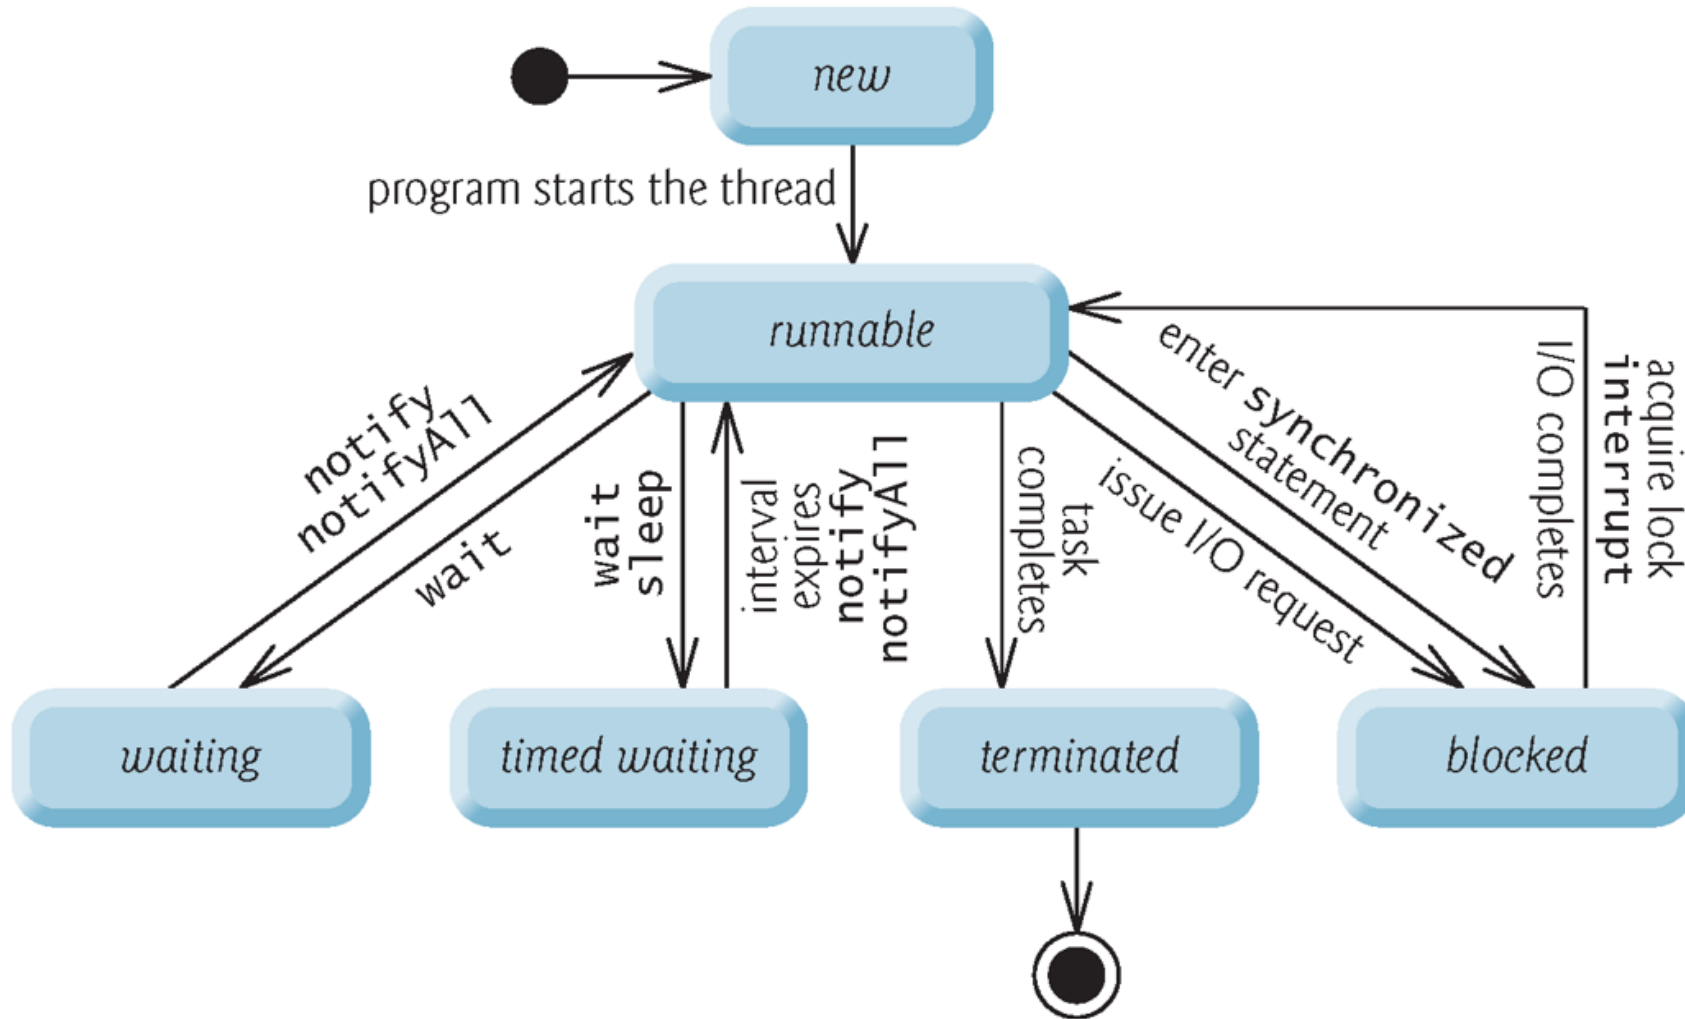 new
program starts the thread
runnable
notify
notifyAll
wait
wait
sleep
interval
expires
notify
notifyAll
task
completes
enter synchronized
statement
issue I/O request
I/O completes
interrupt
acquire lock
waiting
timed waiting
terminated
blocked